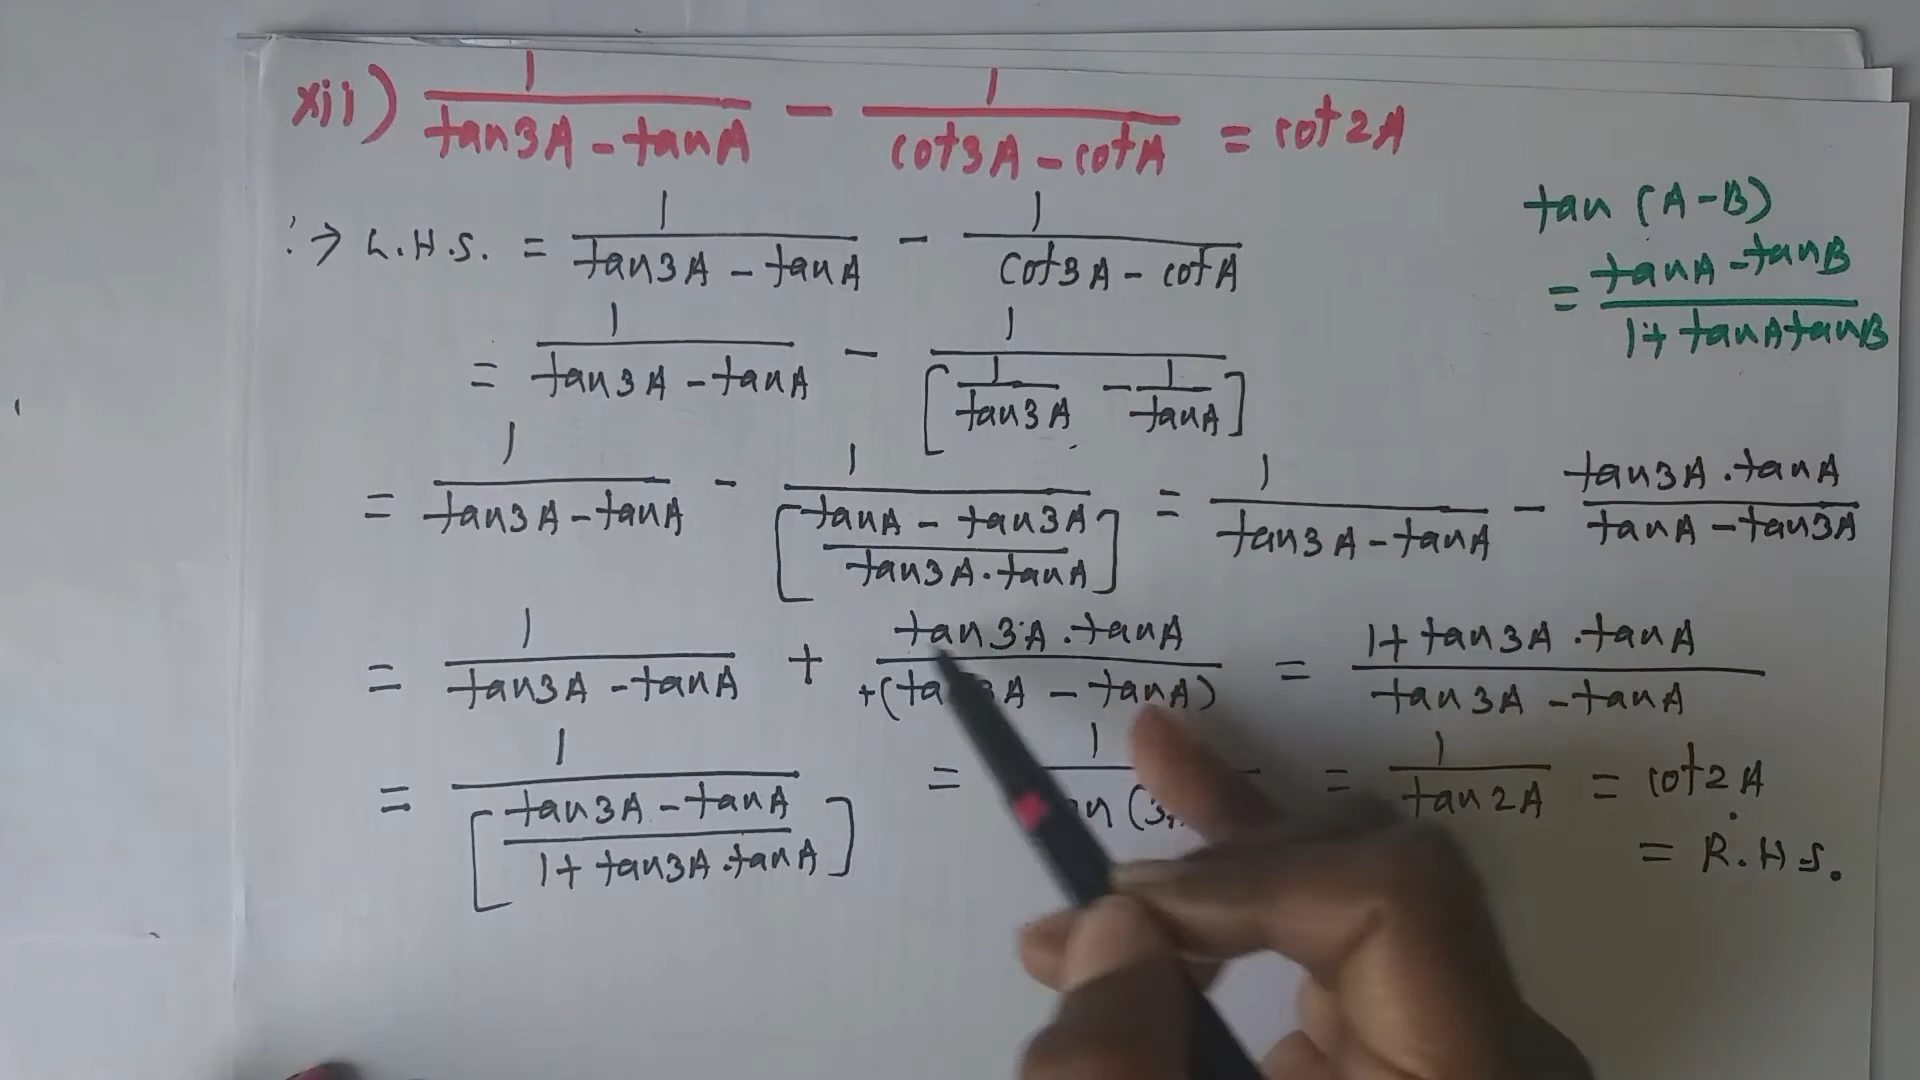 xii) 1/(tan3A - tanA) - 1/(cot3A - cotA) = cot2A
∴→ L.H.S. = 1/(tan3A - tanA) - 1/(cot3A - cotA)
= 1/(tan3A - tanA) - 1/[1/tan3A - 1/tanA]
= 1/(tan3A - tanA) - 1/[(tanA - tan3A)/(tan3A.tanA)] = 1/(tan3A - tanA) - (tan3A.tanA)/(tanA - tan3A)
= 1/(tan3A - tanA) + (tan3A.tanA)/(+(tan3A - tanA)) = (1 + tan3A.tanA)/(tan3A - tanA)
= 1/[(tan3A - tanA)/(1 + tan3A.tanA)] = 1/ = 1/tan2A = cot2A
= R.H.S.
tan (A-B)
= (tanA - tanB)/(1 + tanA tanB)